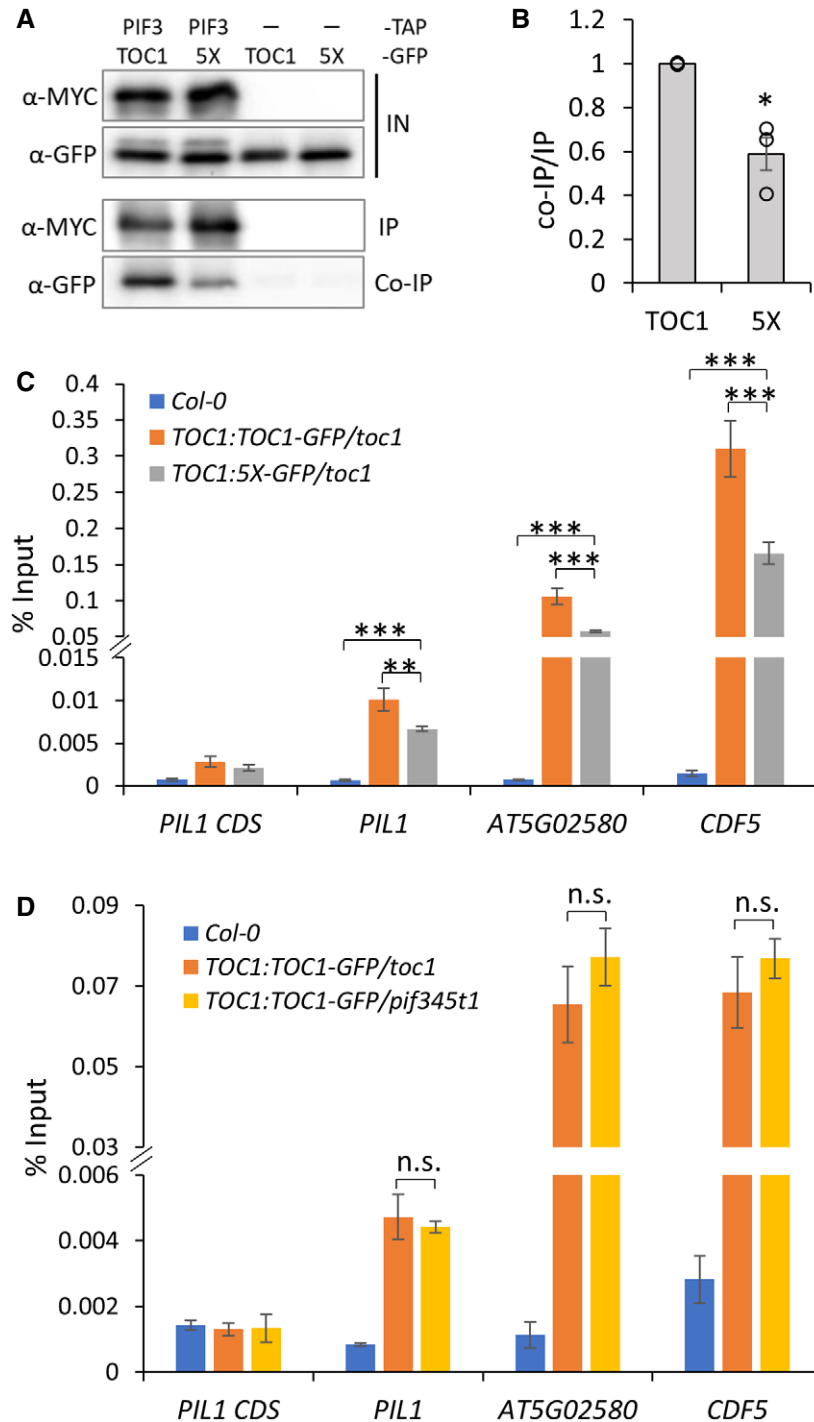 A
PIF3 PIF3 – – -TAP
TOC1 5X TOC1 5X -GFP
α-MYC
α-GFP
IN
α-MYC IP
α-GFP Co-IP
B
co-IP/IP
1.2
1
0.8
0.6
0.4
0.2
0
*
TOC1 5X
C
% Input
0.4
0.35
0.3
0.25
0.2
0.15
0.1
0.05
0.015
0.01
0.005
0
Col-0
TOC1:TOC1-GFP/toc1
TOC1:5X-GFP/toc1
***
**
***
***
***
***
PIL1 CDS PIL1 AT5G02580 CDF5
D
% Input
0.09
0.07
0.05
0.03
0.006
0.004
0.002
0
Col-0
TOC1:TOC1-GFP/toc1
TOC1:TOC1-GFP/pif345t1
n.s.
n.s.
n.s.
PIL1 CDS PIL1 AT5G02580 CDF5